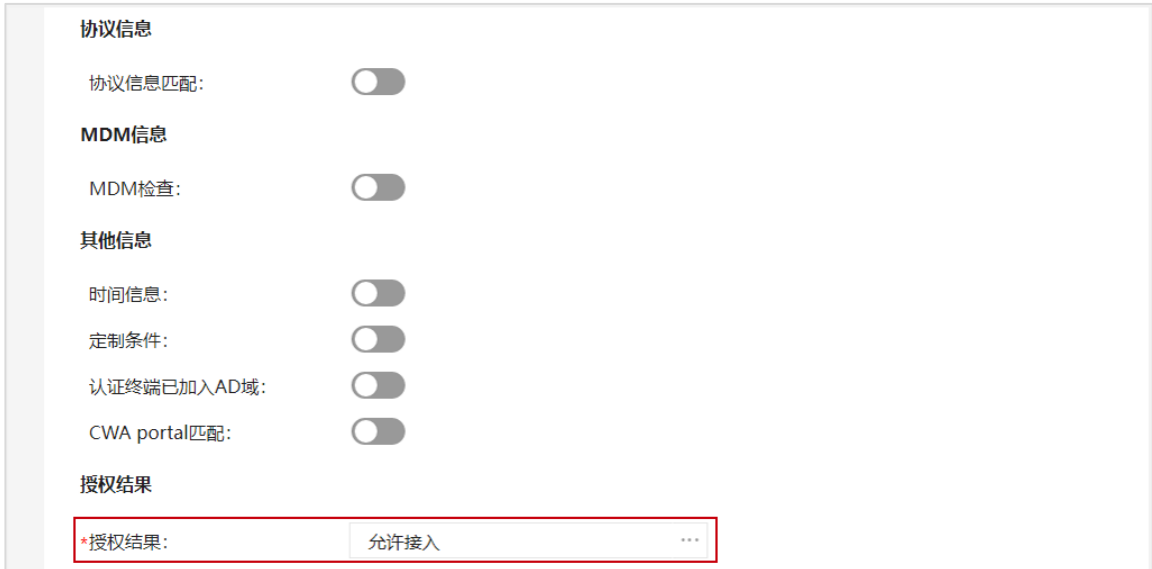 协议信息
协议信息匹配：
MDM信息
MDM检查：
其他信息
时间信息：
定制条件：
认证终端已加入AD域：
CWA portal匹配：
授权结果
*授权结果： 允许接入 ...